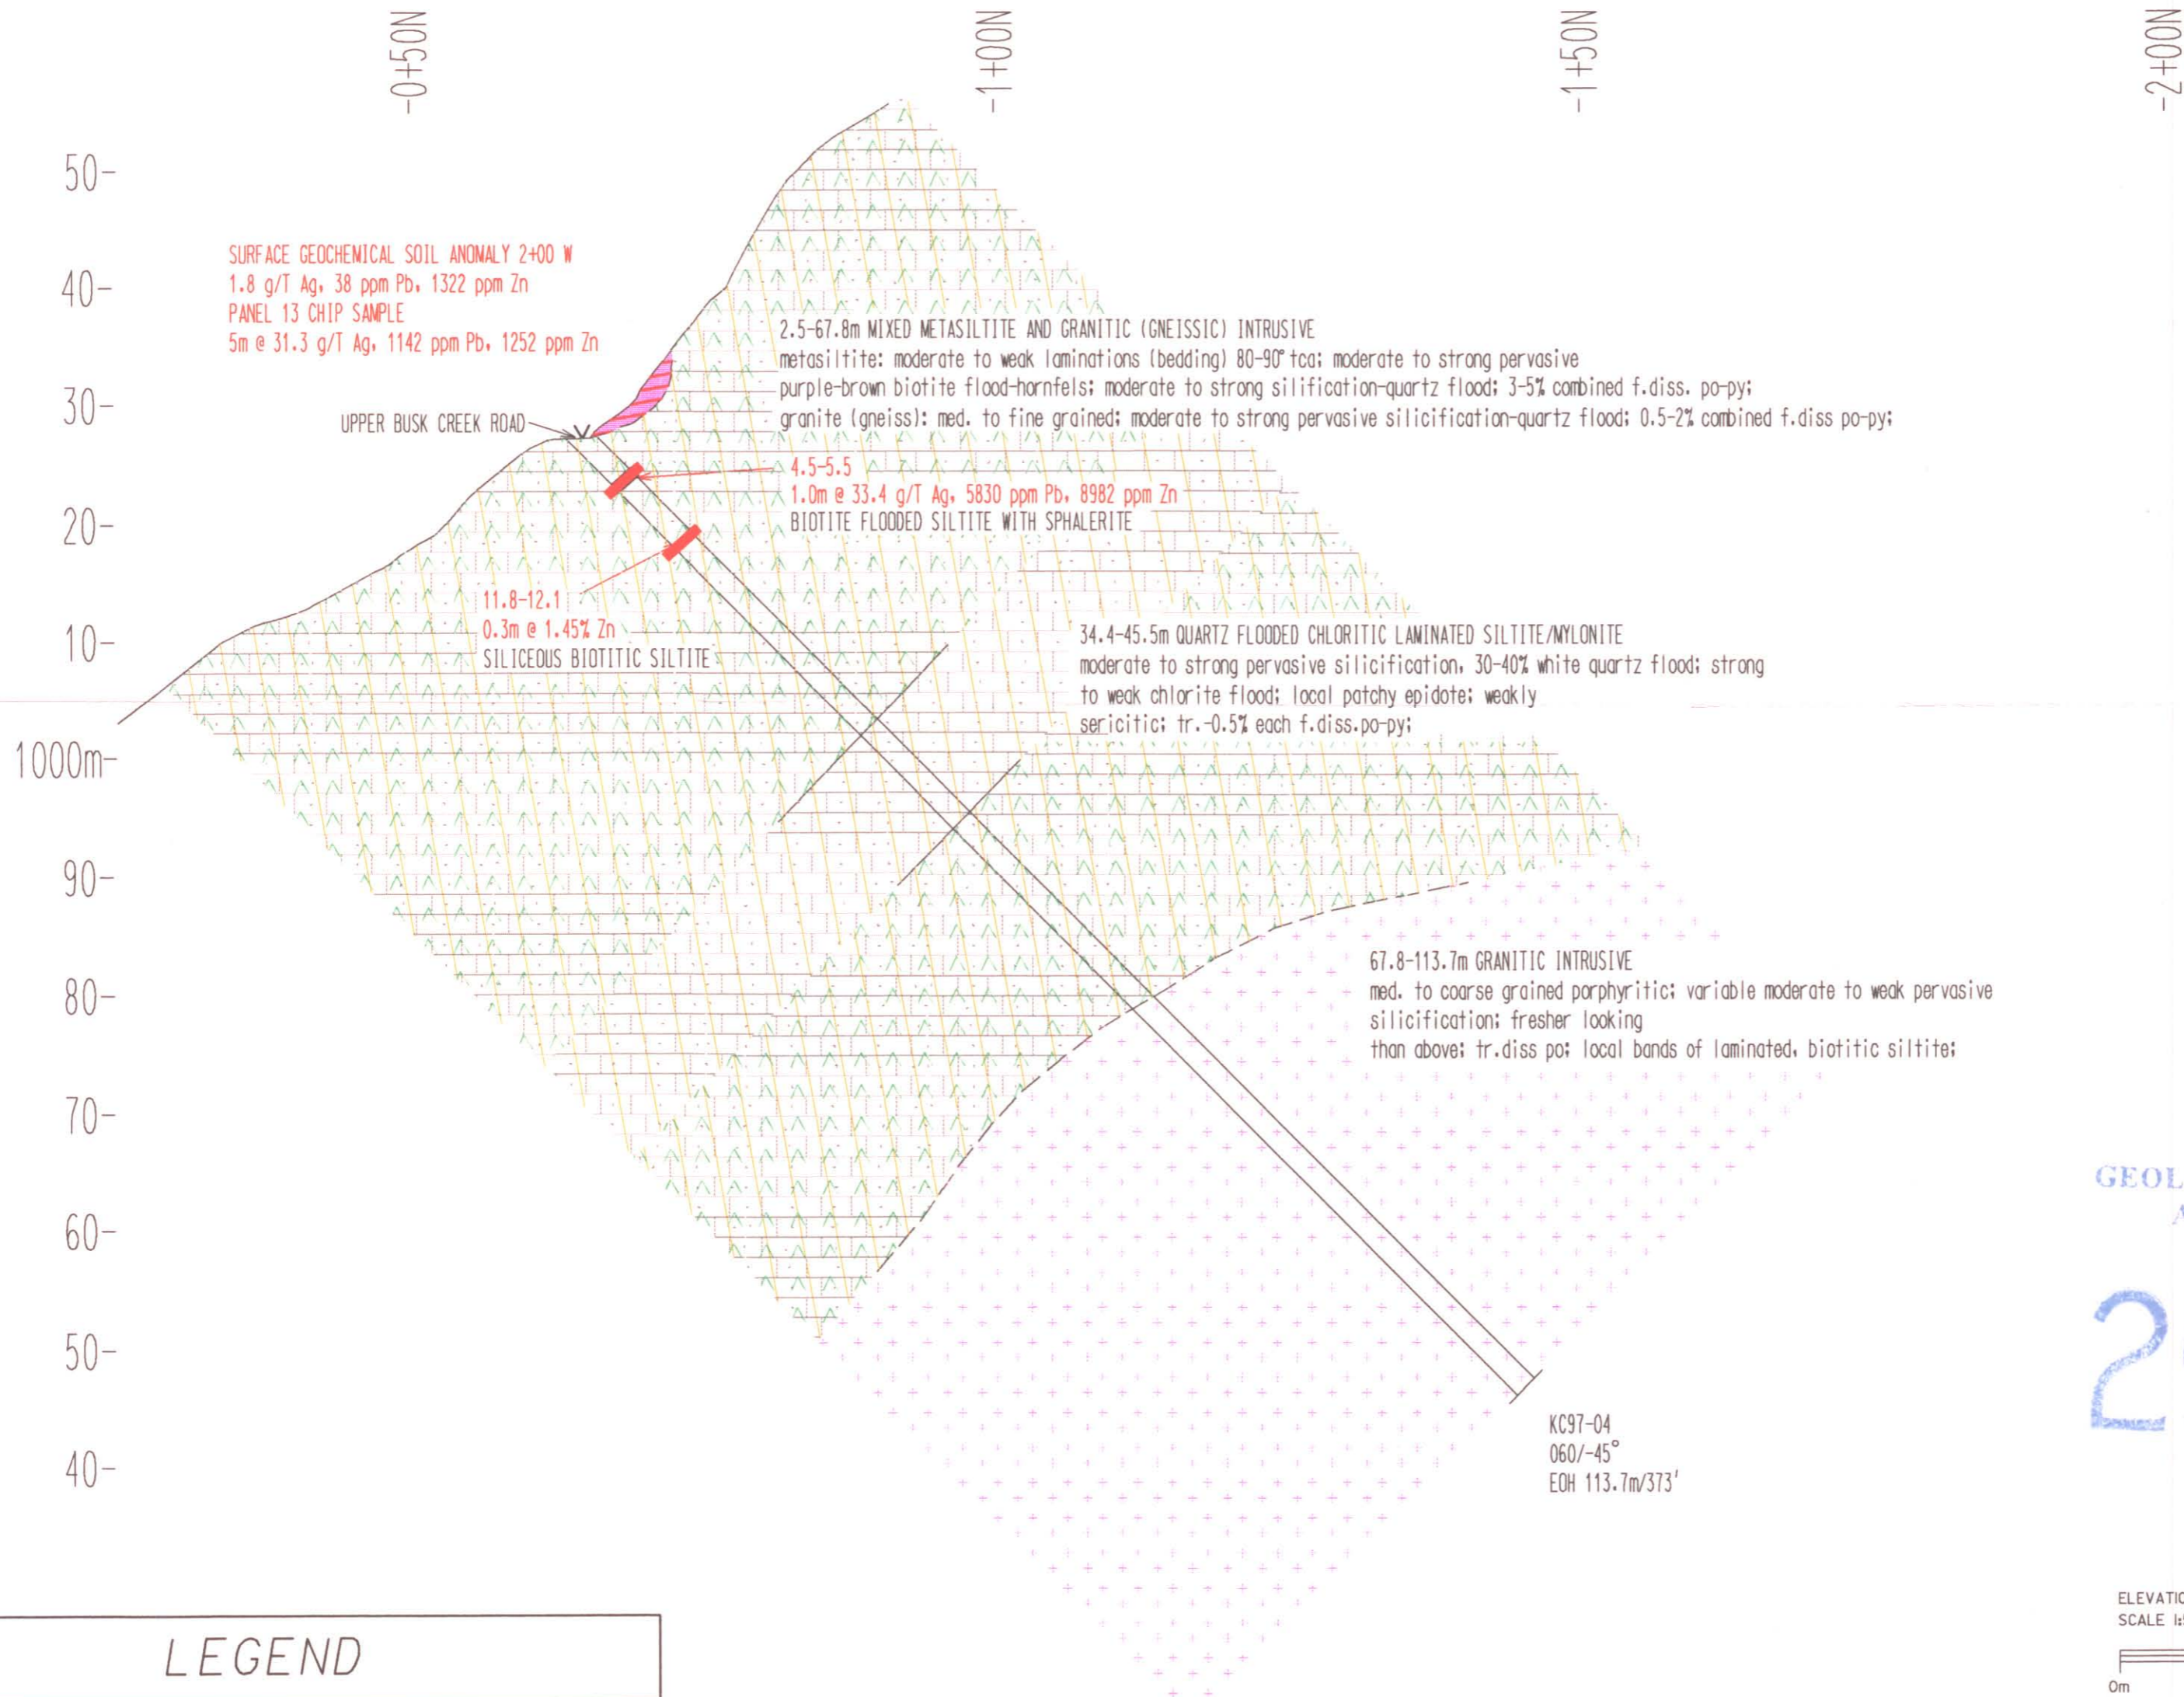 -0+50N
-1+00N
-1+50N
-2+00N
50-
40-
30-
20-
10-
1000m-
90-
80-
70-
60-
50-
40-
SURFACE GEOCHEMICAL SOIL ANOMALY 2+00 W
1.8 g/T Ag, 38 ppm Pb, 1322 ppm Zn
PANEL 13 CHIP SAMPLE
5m @ 31.3 g/T Ag, 1142 ppm Pb, 1252 ppm Zn
UPPER BUSK CREEK ROAD
2.5-67.8m MIXED METASILTITE AND GRANITIC (GNEISSIC) INTRUSIVE
metasiltite: moderate to weak laminations (bedding) 80-90° tca; moderate to strong pervasive
purple-brown biotite flood-hornfels; moderate to strong silification-quartz flood; 3-5% combined f.diss. po-py;
granite (gneiss): med. to fine grained; moderate to strong pervasive silicification-quartz flood; 0.5-2% combined f.diss po-py;
4.5-5.5
1.0m @ 33.4 g/T Ag, 5830 ppm Pb, 8982 ppm Zn
BIOTITE FLOODED SILTITE WITH SPHALERITE
11.8-12.1
0.3m @ 1.45% Zn
SILICEOUS BIOTITIC SILTITE
34.4-45.5m QUARTZ FLOODED CHLORITIC LAMINATED SILTITE/MYLONITE
moderate to strong pervasive silicification, 30-40% white quartz flood; strong
to weak chlorite flood; local patchy epidote; weakly
sericitic; tr.-0.5% each f.diss.po-py;
67.8-113.7m GRANITIC INTRUSIVE
med. to coarse grained porphyritic; variable moderate to weak pervasive
silicification; fresher looking
than above; tr.diss po; local bands of laminated, biotitic siltite;
KC97-04
060/-45°
EOH 113.7m/373'
GEOL
2
ELEVATIO
SCALE 1:
0m
LEGEND